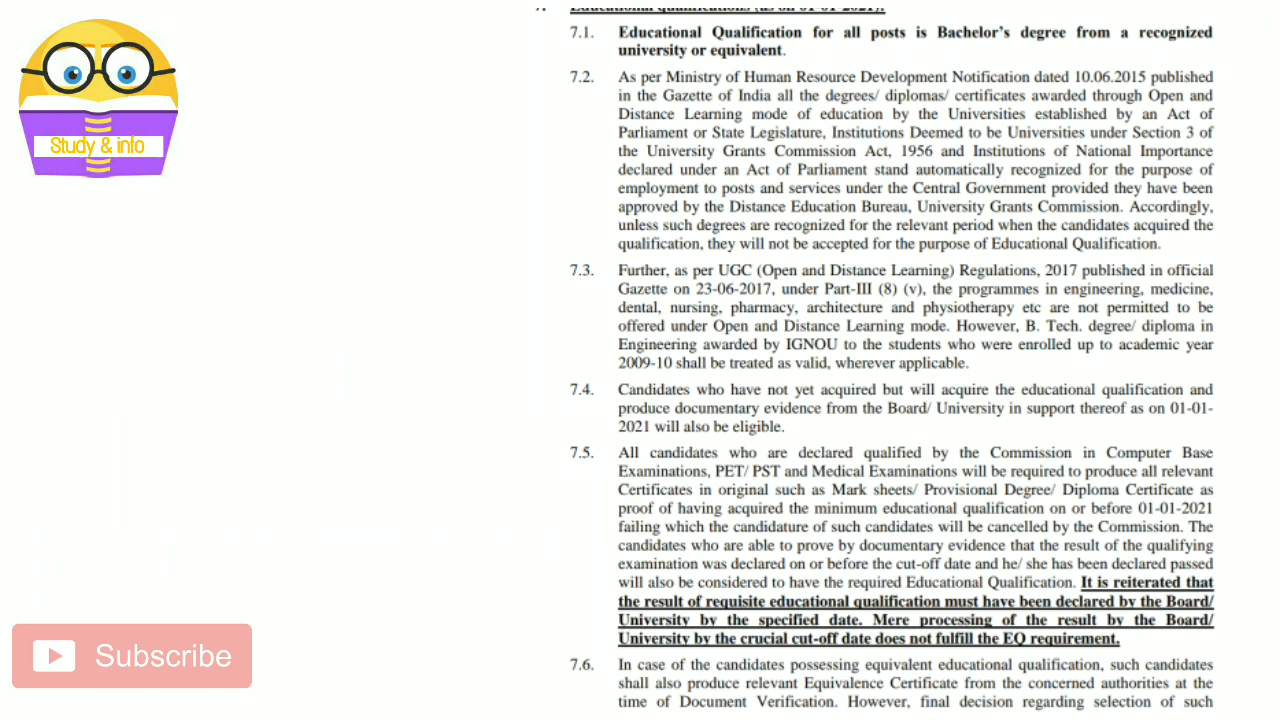 Study & info
Subscribe
7. Educational qualifications (as on 01-01-2021):
7.1. Educational Qualification for all posts is Bachelor's degree from a recognized
university or equivalent.
7.2. As per Ministry of Human Resource Development Notification dated 10.06.2015 published
in the Gazette of India all the degrees/ diplomas/ certificates awarded through Open and
Distance Learning mode of education by the Universities established by an Act of
Parliament or State Legislature, Institutions Deemed to be Universities under Section 3 of
the University Grants Commission Act, 1956 and Institutions of National Importance
declared under an Act of Parliament stand automatically recognized for the purpose of
employment to posts and services under the Central Government provided they have been
approved by the Distance Education Bureau, University Grants Commission. Accordingly,
unless such degrees are recognized for the relevant period when the candidates acquired the
qualification, they will not be accepted for the purpose of Educational Qualification.
7.3. Further, as per UGC (Open and Distance Learning) Regulations, 2017 published in official
Gazette on 23-06-2017, under Part-III (8) (v), the programmes in engineering, medicine,
dental, nursing, pharmacy, architecture and physiotherapy etc are not permitted to be
offered under Open and Distance Learning mode. However, B. Tech. degree/ diploma in
Engineering awarded by IGNOU to the students who were enrolled up to academic year
2009-10 shall be treated as valid, wherever applicable.
7.4. Candidates who have not yet acquired but will acquire the educational qualification and
produce documentary evidence from the Board/ University in support thereof as on 01-01-
2021 will also be eligible.
7.5. All candidates who are declared qualified by the Commission in Computer Base
Examinations, PET/ PST and Medical Examinations will be required to produce all relevant
Certificates in original such as Mark sheets/ Provisional Degree/ Diploma Certificate as
proof of having acquired the minimum educational qualification on or before 01-01-2021
failing which the candidature of such candidates will be cancelled by the Commission. The
candidates who are able to prove by documentary evidence that the result of the qualifying
examination was declared on or before the cut-off date and he/ she has been declared passed
will also be considered to have the required Educational Qualification. It is reiterated that
the result of requisite educational qualification must have been declared by the Board/
University by the specified date. Mere processing of the result by the Board/
University by the crucial cut-off date does not fulfill the EQ requirement.
7.6. In case of the candidates possessing equivalent educational qualification, such candidates
shall also produce relevant Equivalence Certificate from the concerned authorities at the
time of Document Verification. However, final decision regarding selection of such